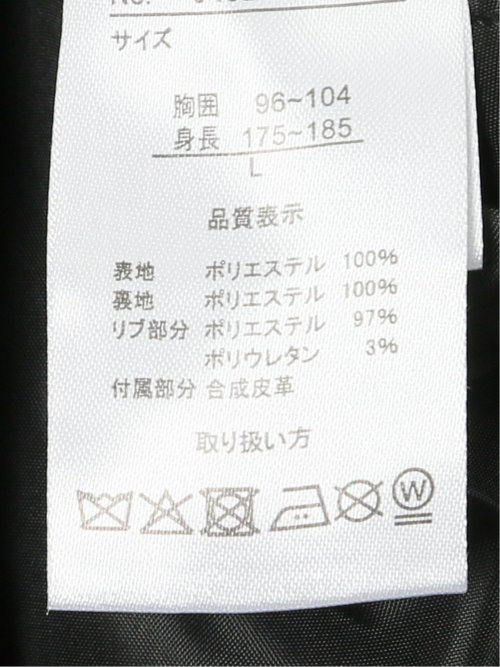 サイズ
胸囲 96~104
身長 175~185
L
品質表示
表地 ポリエステル 100%
裏地 ポリエステル 100%
リブ部分 ポリエステル 97%
ポリウレタン 3%
付属部分 合成皮革
取り扱い方
W